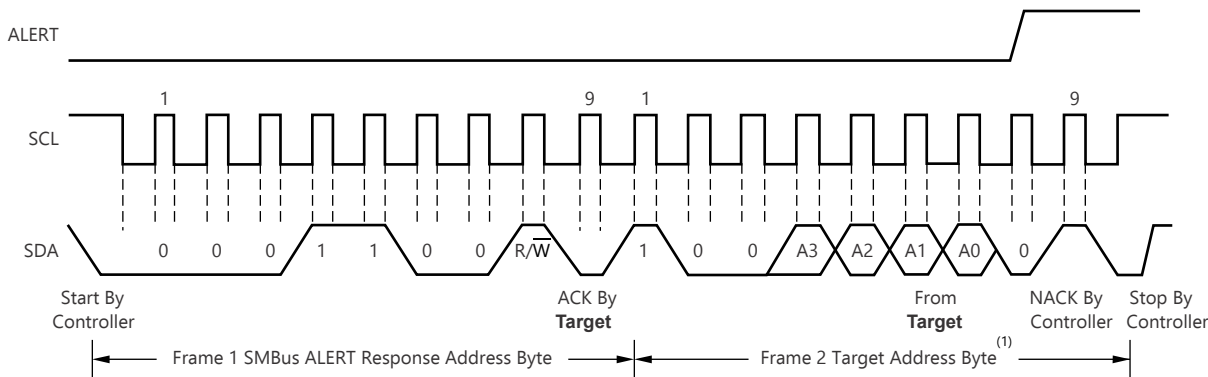 ALERT
1 9 1 9
SCL
SDA 0 0 0 1 1 0 0 R/W̅ 1 0 0 A3 A2 A1 A0 0
Start By ACK By From NACK By Stop By
Controller Target Target Controller Controller
Frame 1 SMBus ALERT Response Address Byte Frame 2 Target Address Byte(1)